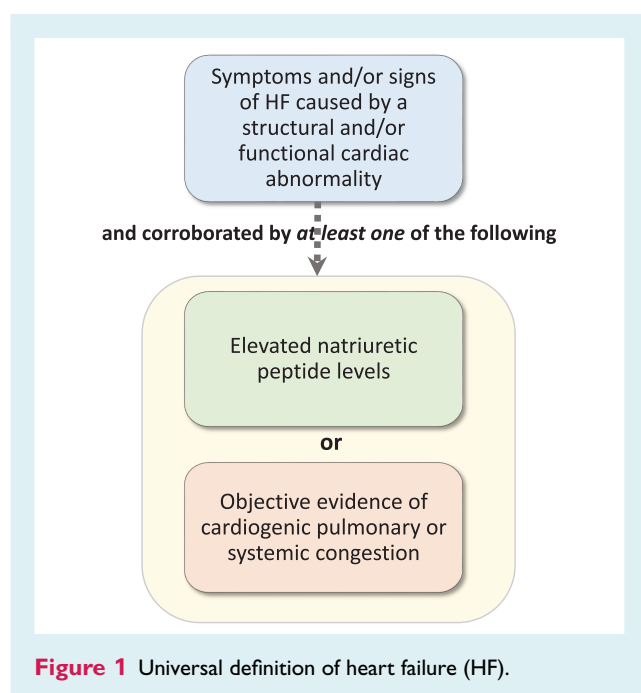 Symptoms and/or signs
of HF caused by a
structural and/or
functional cardiac
abnormality
and corroborated by at least one of the following
Elevated natriuretic
peptide levels
or
Objective evidence of
cardiogenic pulmonary or
systemic congestion
Figure 1 Universal definition of heart failure (HF).